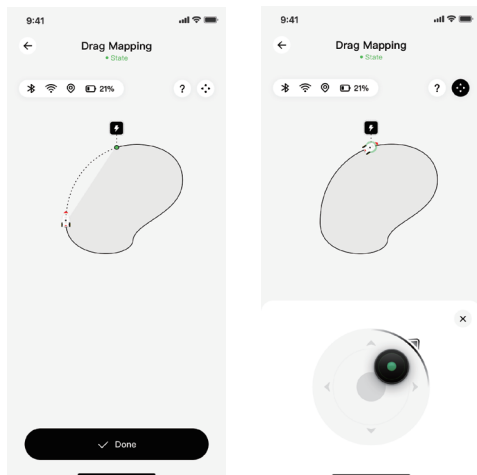 9:41
Drag Mapping
State
21%
?
Done
9:41
Drag Mapping
State
21%
?